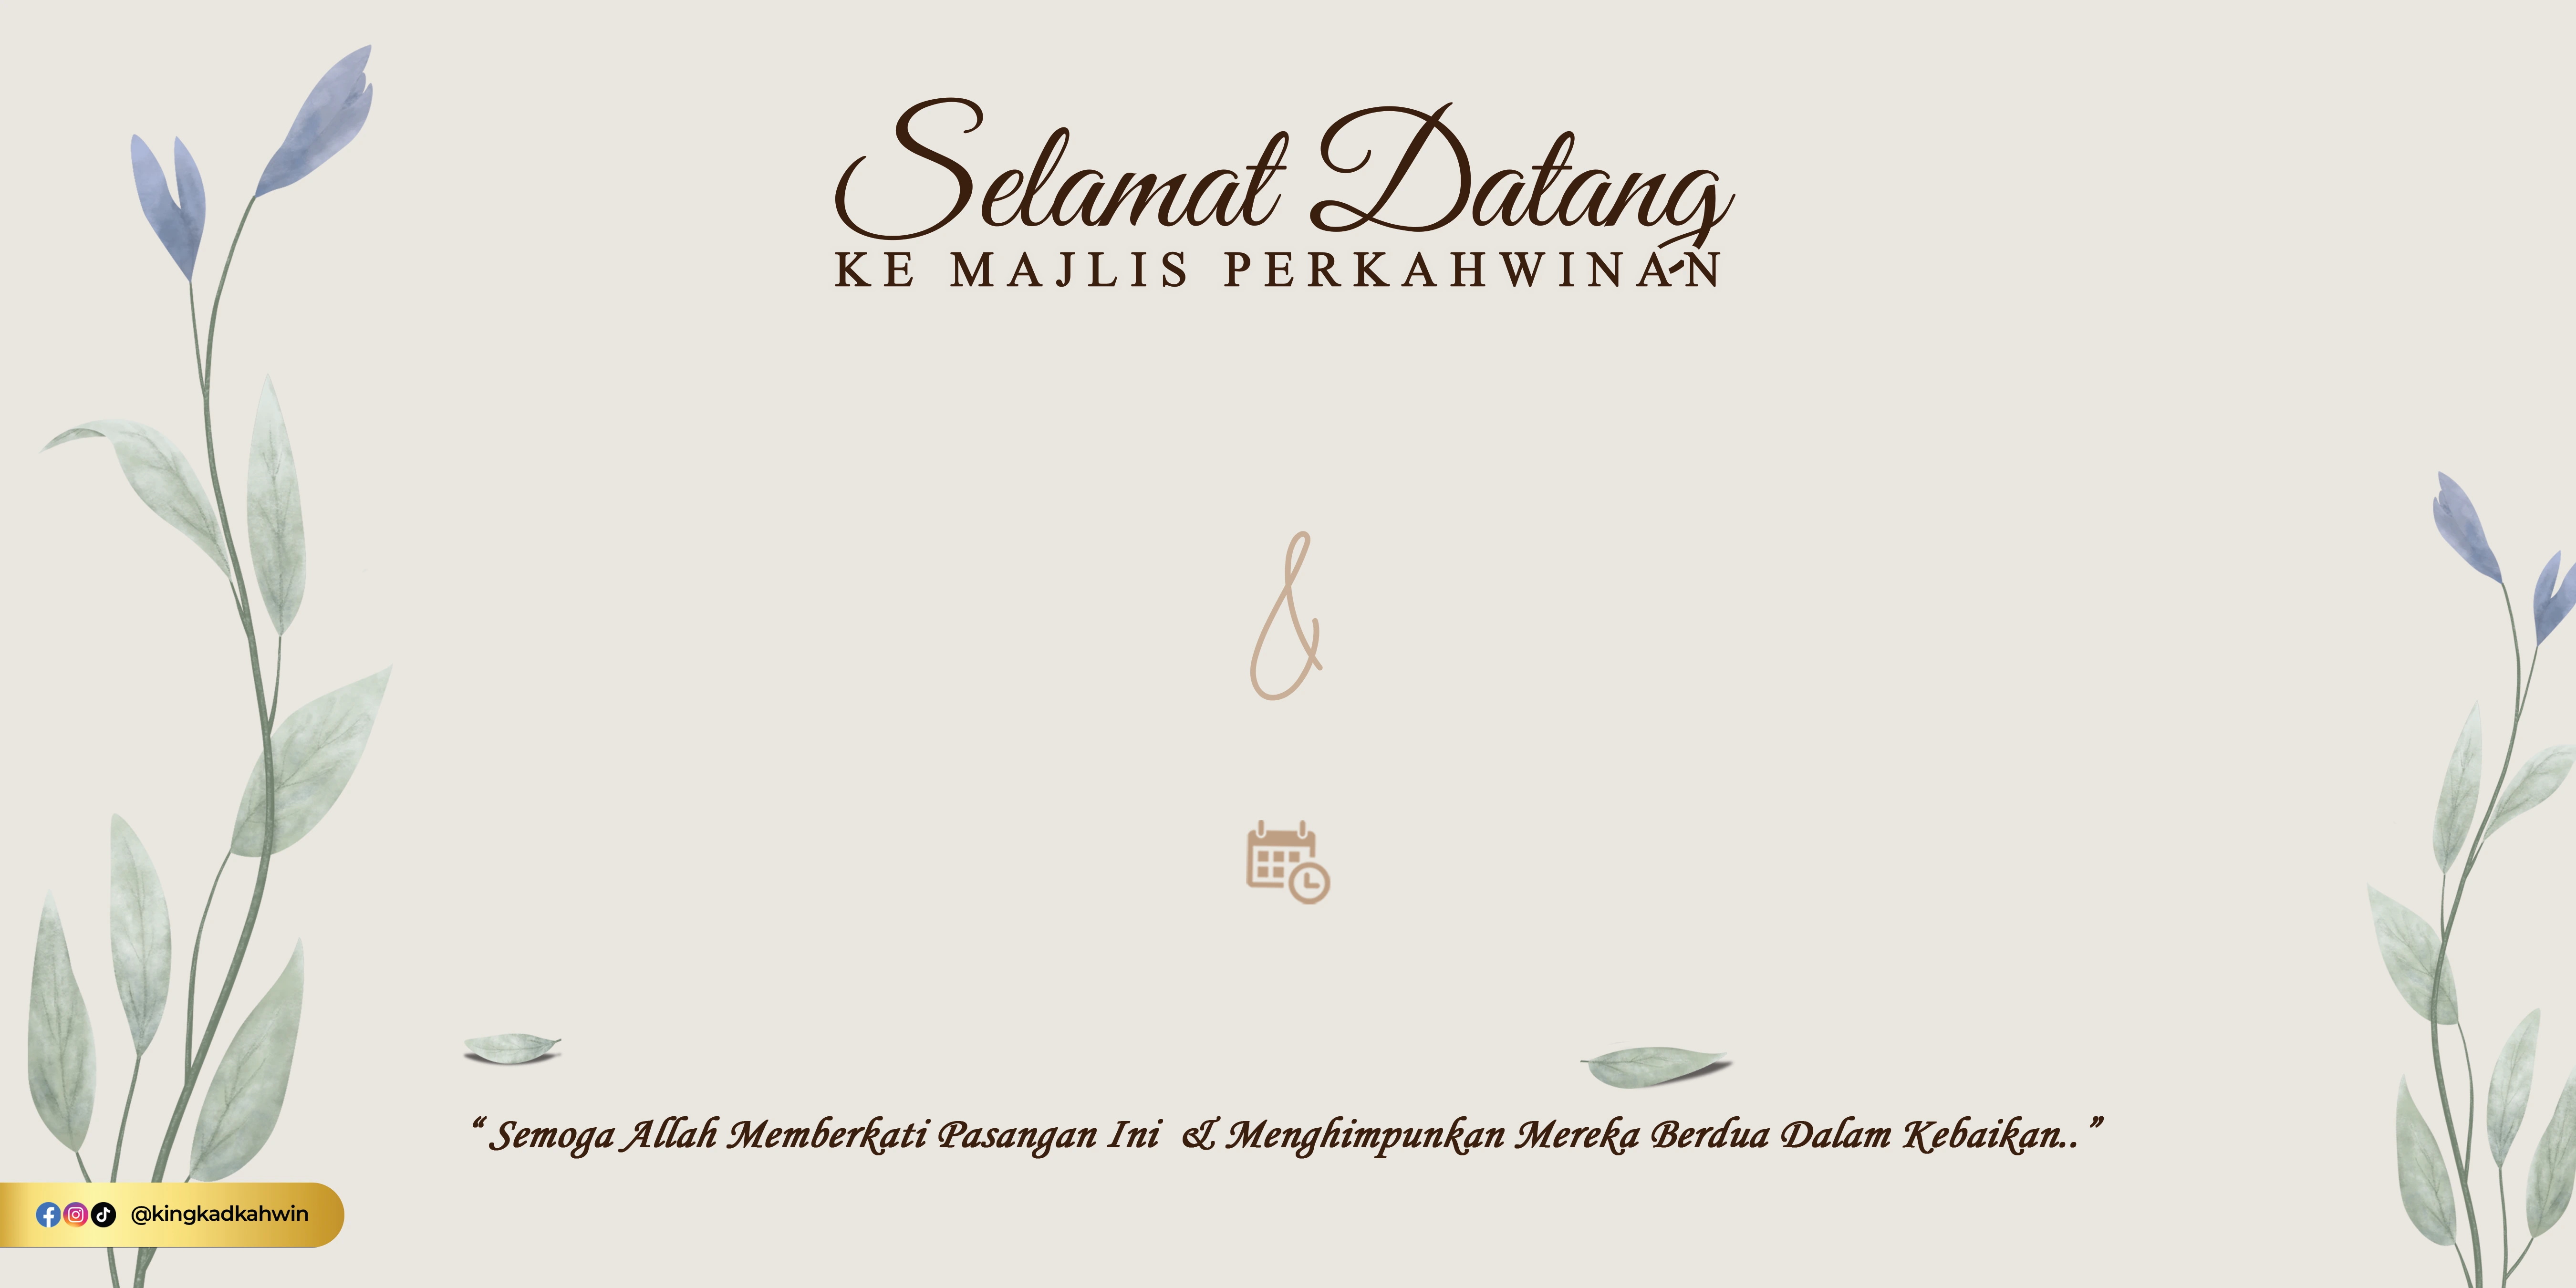 Selamat Datang
KE MAJLIS PERKAHWINAN
&
“ Semoga Allah Memberkati Pasangan Ini & Menghimpunkan Mereka Berdua Dalam Kebaikan.. ”
@kingkadkahwin